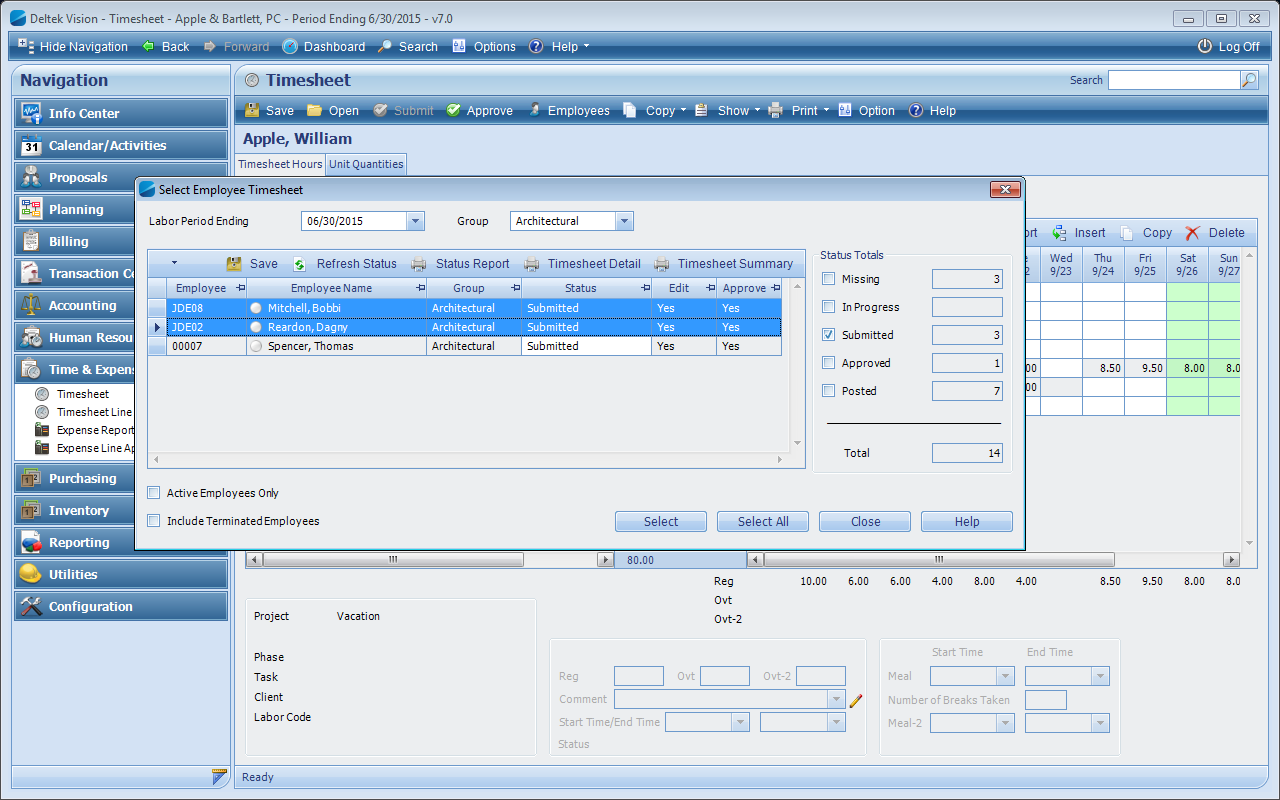 Deltek Vision - Timesheet - Apple & Bartlett, PC - Period Ending 6/30/2015 - v7.0
Hide Navigation Back Forward Dashboard Search Options Help Log Off
Navigation
Info Center
31 Calendar/Activities
Proposals
Planning
Billing
Transaction Ce
Accounting
Human Resou
Time & Expens
Timesheet
Timesheet Line
Expense Report
Expense Line Ap
Purchasing
Inventory
Reporting
Utilities
Configuration
Timesheet
Search
Save Open Submit Approve Employees Copy Show Print Option Help
Apple, William
Timesheet Hours Unit Quantities
Select Employee Timesheet
Labor Period Ending 06/30/2015 Group Architectural
Save Refresh Status Status Report Timesheet Detail Timesheet Summary
Employee Employee Name Group Status Edit Approve
JDE08 Mitchell, Bobbi Architectural Submitted Yes Yes
JDE02 Reardon, Dagny Architectural Submitted Yes Yes
00007 Spencer, Thomas Architectural Submitted Yes Yes
Status Totals
Missing 3
In Progress
Submitted 3
Approved 1
Posted 7
Total 14
Active Employees Only
Include Terminated Employees
Select Select All Close Help
ort Insert Copy Delete
e Wed Thu Fri Sat Sun
2 9/23 9/24 9/25 9/26 9/27
00 8.50 9.50 8.00 8.0
00
80.00
Reg 10.00 6.00 6.00 4.00 8.00 4.00 8.50 9.50 8.00 8.0
Ovt
Ovt-2
Project Vacation
Phase
Task
Client
Labor Code
Reg Ovt Ovt-2
Comment
Start Time/End Time
Status
Start Time End Time
Meal
Number of Breaks Taken
Meal-2
Ready